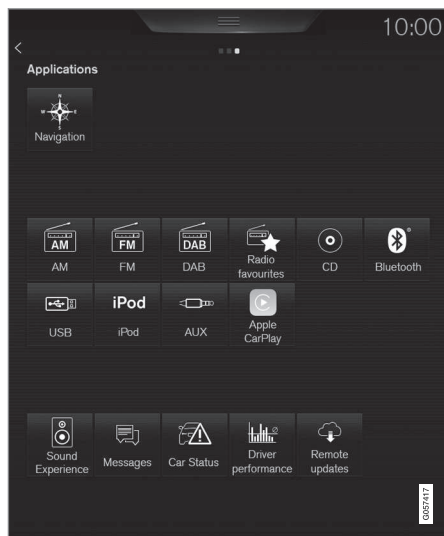 10:00
Applications
N
W
E
S
Navigation
AM
FM
DAB
AM
FM
DAB
Radio
favourites
CD
Bluetooth
iPod
USB
iPod
AUX
Apple
CarPlay
Sound
Experience
Messages
Car Status
Driver
performance
Remote
updates
G057417